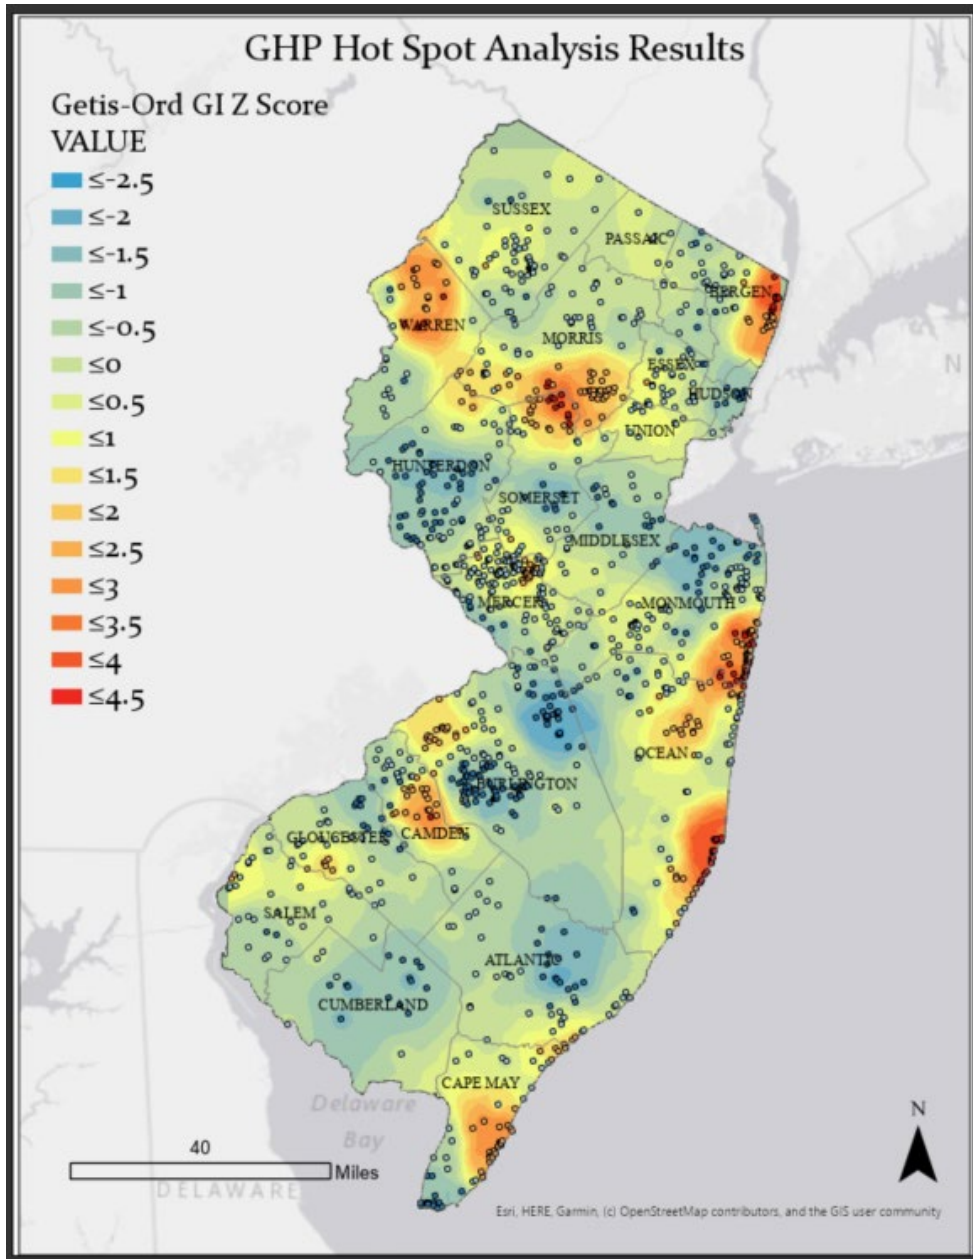 GHP Hot Spot Analysis Results
Getis-Ord GI Z Score
VALUE
≤-2.5
≤-2
≤-1.5
≤-1
≤-0.5
≤0
≤0.5
≤1
≤1.5
≤2
≤2.5
≤3
≤3.5
≤4
≤4.5
SUSSEX
PASSAIC
BERGEN
WARREN
MORRIS
ESSEX
HUDSON
UNION
HUNTERDON
SOMERSET
MIDDLESEX
MERCER
MONMOUTH
OCEAN
BURLINGTON
GLOUCESTER
CAMDEN
SALEM
ATLANTIC
CUMBERLAND
CAPE MAY
Delaware
Bay
DELAWARE
N
40
Miles
N
Esri, HERE, Garmin, (c) OpenStreetMap contributors, and the GIS user community